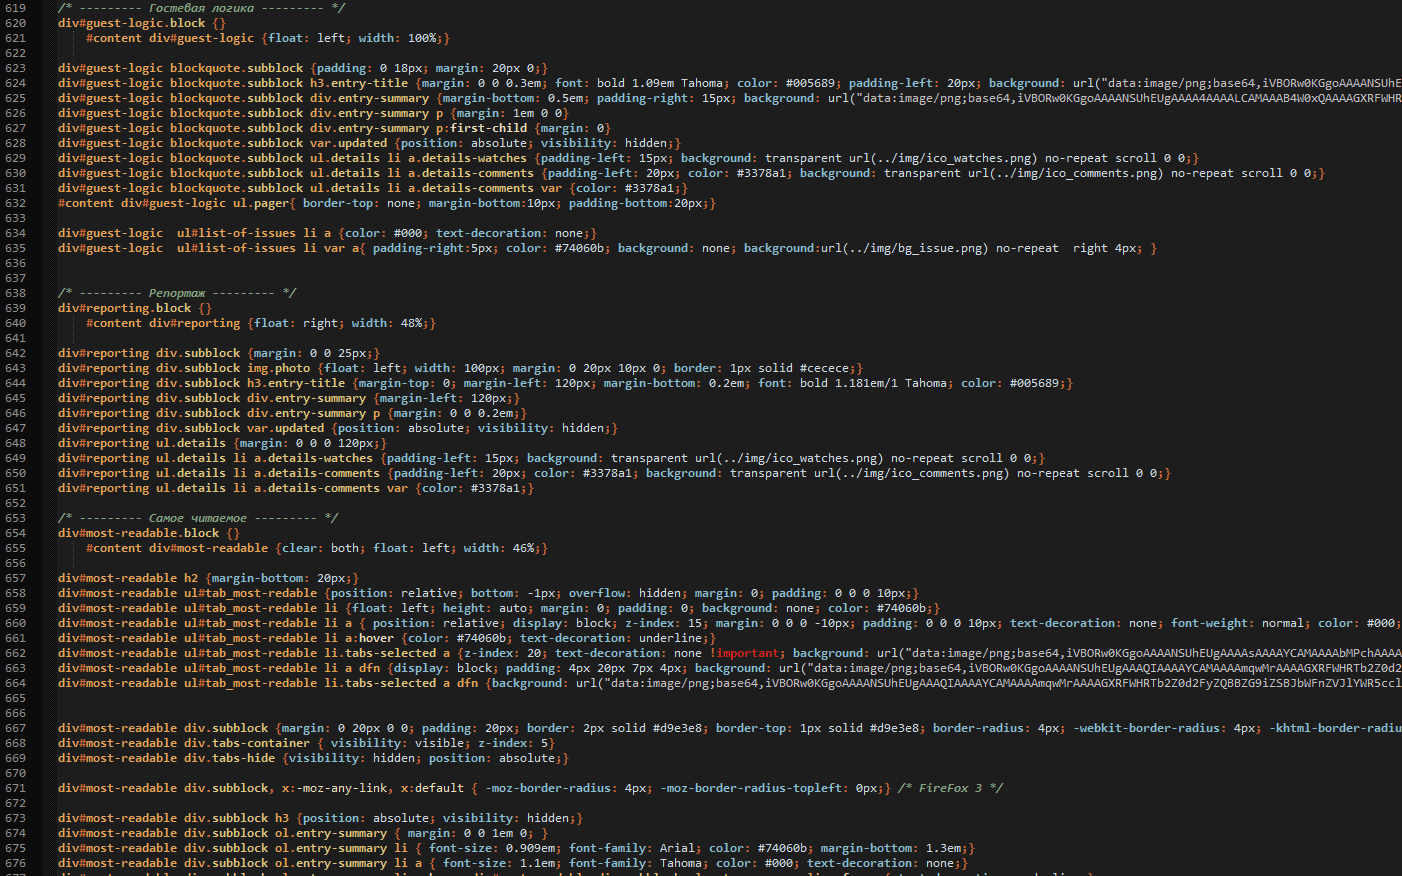 619 /* --------- Гостевая логика --------- */
620 div#guest-logic.block {}
621 #content div#guest-logic {float: left; width: 100%;}
622
623 div#guest-logic blockquote.subblock {padding: 0 18px; margin: 20px 0;}
624 div#guest-logic blockquote.subblock h3.entry-title {margin: 0 0 0.3em; font: bold 1.09em Tahoma; color: #005689; padding-left: 20px; background: url("data:image/png;base64,iVBORw0KGgoAAAANSUhE
625 div#guest-logic blockquote.subblock div.entry-summary {margin-bottom: 0.5em; padding-right: 15px; background: url("data:image/png;base64,iVBORw0KGgoAAAANSUhEUgAAAA4AAAALCAMAAAB4W0xQAAAAGXRFWHR
626 div#guest-logic blockquote.subblock div.entry-summary p {margin: 1em 0 0}
627 div#guest-logic blockquote.subblock div.entry-summary p:first-child {margin: 0}
628 div#guest-logic blockquote.subblock var.updated {position: absolute; visibility: hidden;}
629 div#guest-logic blockquote.subblock ul.details li a.details-watches {padding-left: 15px; background: transparent url(../img/ico_watches.png) no-repeat scroll 0 0;}
630 div#guest-logic blockquote.subblock ul.details li a.details-comments {padding-left: 20px; color: #3378a1; background: transparent url(../img/ico_comments.png) no-repeat scroll 0 0;}
631 div#guest-logic blockquote.subblock ul.details li a.details-comments var {color: #3378a1;}
632 #content div#guest-logic ul.pager{ border-top: none; margin-bottom:10px; padding-bottom:20px;}
633
634 div#guest-logic  ul#list-of-issues li a {color: #000; text-decoration: none;}
635 div#guest-logic  ul#list-of-issues li var a{ padding-right:5px; color: #74060b; background: none; background:url(../img/bg_issue.png) no-repeat  right 4px; }
636
637
638 /* --------- Репортаж --------- */
639 div#reporting.block {}
640 #content div#reporting {float: right; width: 48%;}
641
642 div#reporting div.subblock {margin: 0 0 25px;}
643 div#reporting div.subblock img.photo {float: left; width: 100px; margin: 0 20px 10px 0; border: 1px solid #cecece;}
644 div#reporting div.subblock h3.entry-title {margin-top: 0; margin-left: 120px; margin-bottom: 0.2em; font: bold 1.181em/1 Tahoma; color: #005689;}
645 div#reporting div.subblock div.entry-summary {margin-left: 120px;}
646 div#reporting div.subblock div.entry-summary p {margin: 0 0 0.2em;}
647 div#reporting div.subblock var.updated {position: absolute; visibility: hidden;}
648 div#reporting ul.details {margin: 0 0 0 120px;}
649 div#reporting ul.details li a.details-watches {padding-left: 15px; background: transparent url(../img/ico_watches.png) no-repeat scroll 0 0;}
650 div#reporting ul.details li a.details-comments {padding-left: 20px; color: #3378a1; background: transparent url(../img/ico_comments.png) no-repeat scroll 0 0;}
651 div#reporting ul.details li a.details-comments var {color: #3378a1;}
652
653 /* --------- Самое читаемое --------- */
654 div#most-readable.block {}
655 #content div#most-readable {clear: both; float: left; width: 46%;}
656
657 div#most-readable h2 {margin-bottom: 20px;}
658 div#most-readable ul#tab_most-redable {position: relative; bottom: -1px; overflow: hidden; margin: 0; padding: 0 0 0 10px;}
659 div#most-readable ul#tab_most-redable li {float: left; height: auto; margin: 0; padding: 0; background: none; color: #74060b;}
660 div#most-readable ul#tab_most-redable li a { position: relative; display: block; z-index: 15; margin: 0 0 0 -10px; padding: 0 0 0 10px; text-decoration: none; font-weight: normal; color: #000;
661 div#most-readable ul#tab_most-redable li a:hover {color: #74060b; text-decoration: underline;}
662 div#most-readable ul#tab_most-redable li.tabs-selected a {z-index: 20; text-decoration: none !important; background: url("data:image/png;base64,iVBORw0KGgoAAAANSUhEUgAAAAsAAAAYCAMAAAAbMPchAAAA
663 div#most-readable ul#tab_most-redable li a dfn {display: block; padding: 4px 20px 7px 4px; background: url("data:image/png;base64,iVBORw0KGgoAAAANSUhEUgAAAQIAAAAYCAMAAAAmqwMrAAAAGXRFWHRTb2Z0d2
664 div#most-readable ul#tab_most-redable li.tabs-selected a dfn {background: url("data:image/png;base64,iVBORw0KGgoAAAANSUhEUgAAAQIAAAAYCAMAAAAmqwMrAAAAGXRFWHRTb2Z0d2FyZQBBZG9iZSBJbWFnZVJlYWR5ccl
665
666
667 div#most-readable div.subblock {margin: 0 20px 0 0; padding: 20px; border: 2px solid #d9e3e8; border-top: 1px solid #d9e3e8; border-radius: 4px; -webkit-border-radius: 4px; -khtml-border-radiu
668 div#most-readable div.tabs-container { visibility: visible; z-index: 5}
669 div#most-readable div.tabs-hide {visibility: hidden; position: absolute;}
670
671 div#most-readable div.subblock, x:-moz-any-link, x:default { -moz-border-radius: 4px; -moz-border-radius-topleft: 0px;} /* FireFox 3 */
672
673 div#most-readable div.subblock h3 {position: absolute; visibility: hidden;}
674 div#most-readable div.subblock ol.entry-summary { margin: 0 0 1em 0; }
675 div#most-readable div.subblock ol.entry-summary li { font-size: 0.909em; font-family: Arial; color: #74060b; margin-bottom: 1.3em;}
676 div#most-readable div.subblock ol.entry-summary li a { font-size: 1.1em; font-family: Tahoma; color: #000; text-decoration: none;}